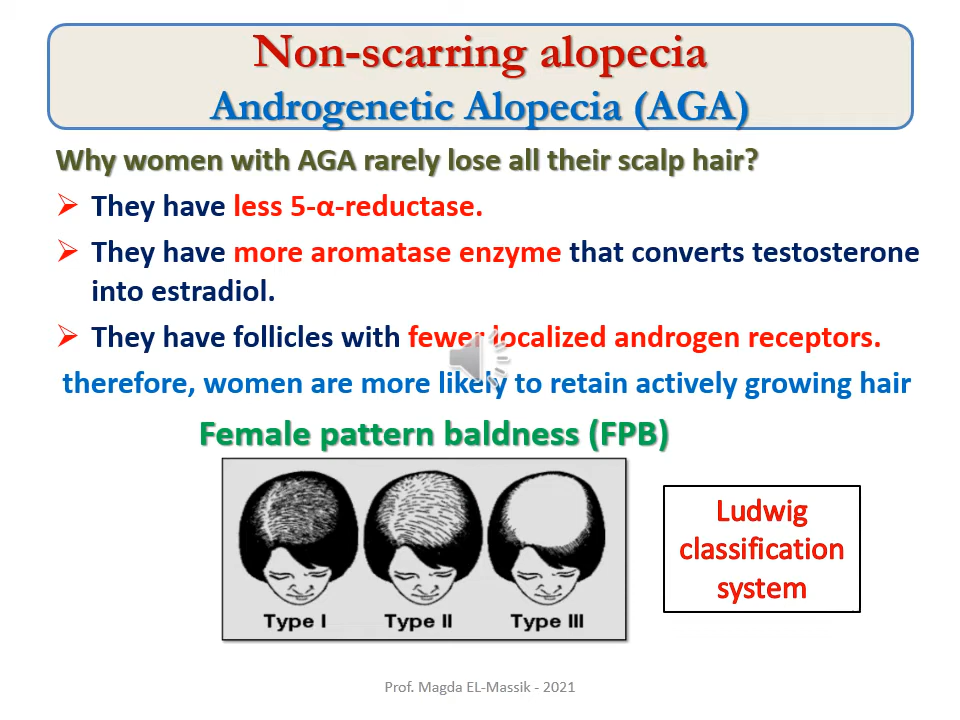 Non-scarring alopecia
Androgenetic Alopecia (AGA)
Why women with AGA rarely lose all their scalp hair?
They have less 5-α-reductase.
They have more aromatase enzyme that converts testosterone
into estradiol.
They have follicles with fewer localized androgen receptors.
therefore, women are more likely to retain actively growing hair
Female pattern baldness (FPB)
Type I Type II Type III
Ludwig
classification
system
Prof. Magda EL-Massik - 2021